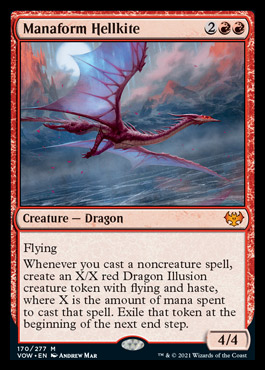 Manaform Hellkite 2
Creature — Dragon
Flying
Whenever you cast a noncreature spell,
create an X/X red Dragon Illusion
creature token with flying and haste,
where X is the amount of mana spent
to cast that spell. Exile that token at the
beginning of the next end step.
4/4
170/277 M
VOW • EN Andrew Mar
™ & © 2021 Wizards of the Coast